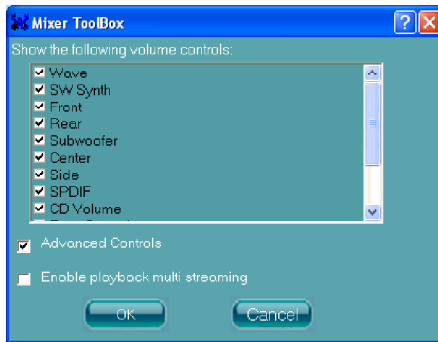 Mixer ToolBox
Show the following volume controls:
Wave
SW Synth
Front
Rear
Subwoofer
Center
Side
SPDIF
CD Volume
Advanced Controls
Enable playback multi streaming
OK
Cancel